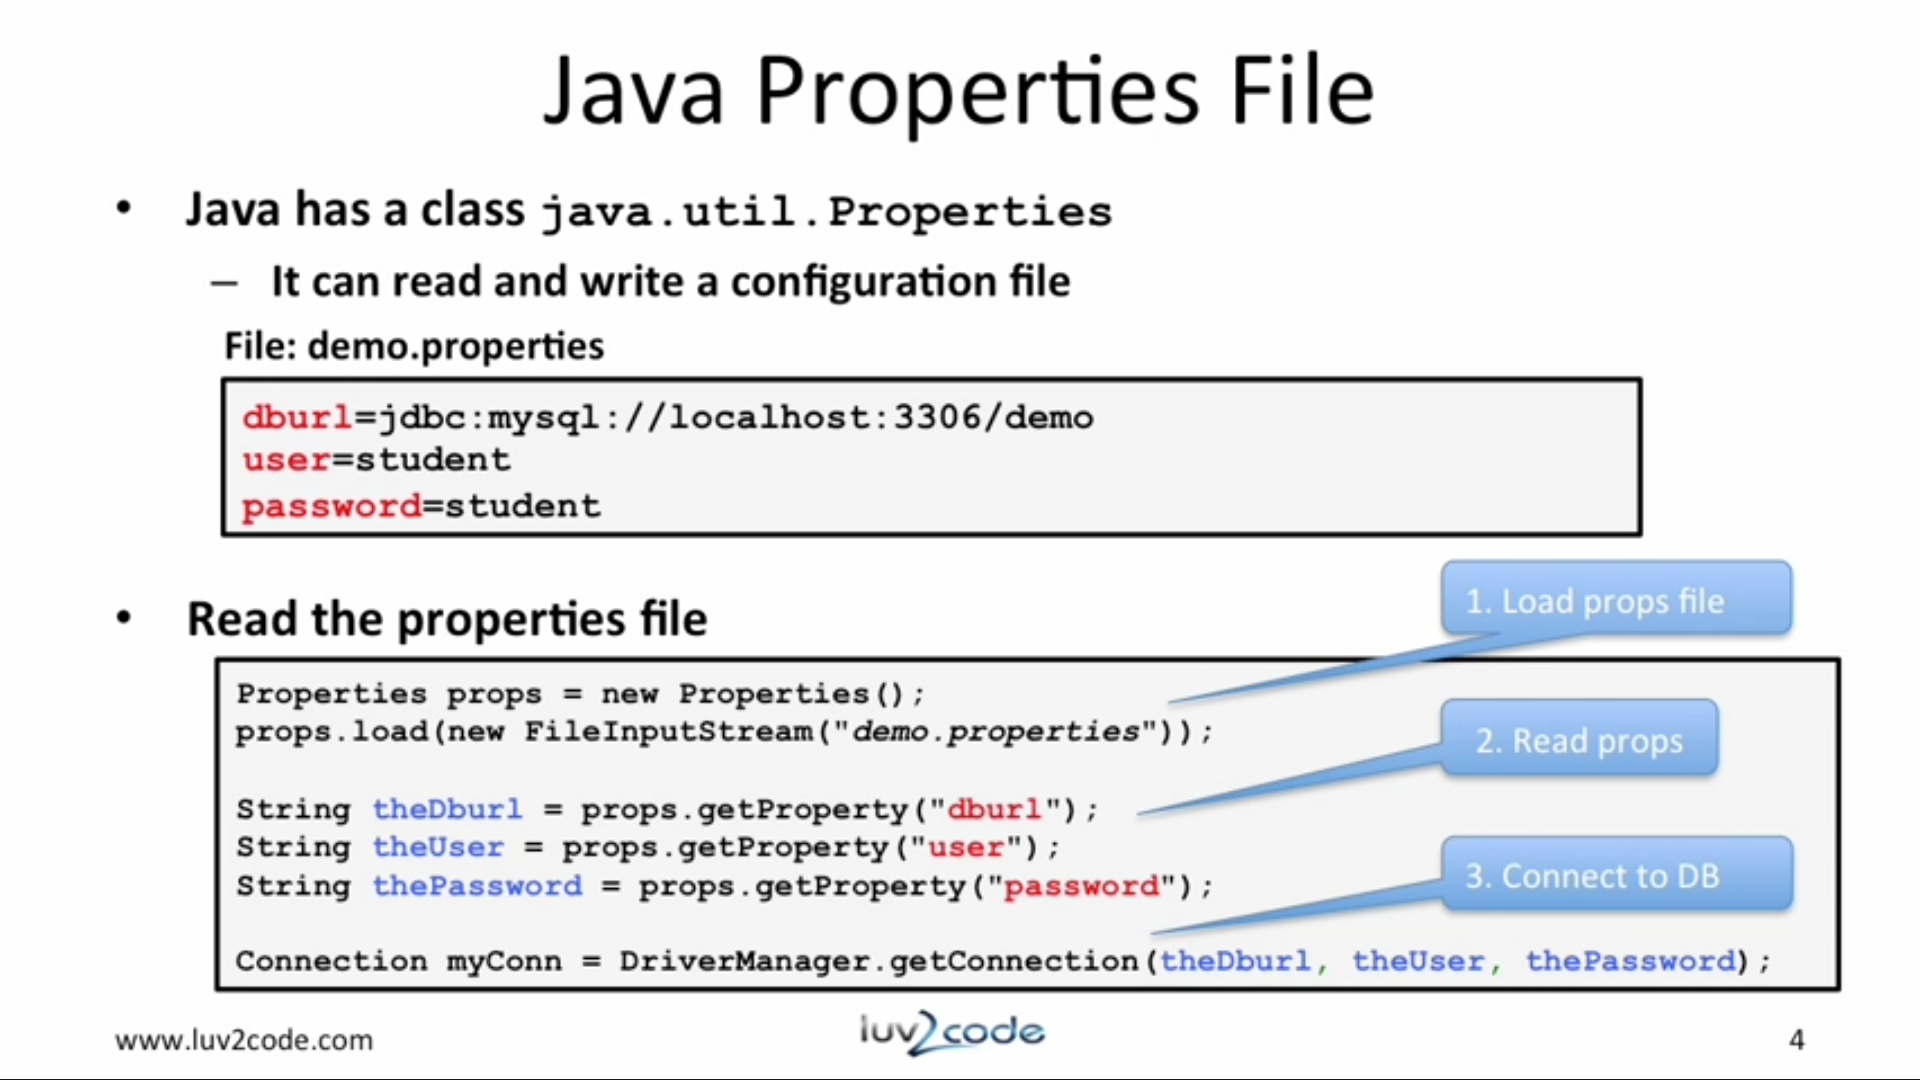 Java Properties File
• Java has a class java.util.Properties
– It can read and write a configuration file
File: demo.properties
dburl=jdbc:mysql://localhost:3306/demo
user=student
password=student
• Read the properties file
1. Load props file
Properties props = new Properties();
props.load(new FileInputStream("demo.properties"));
2. Read props
String theDburl = props.getProperty("dburl");
String theUser = props.getProperty("user");
String thePassword = props.getProperty("password");
3. Connect to DB
Connection myConn = DriverManager.getConnection(theDburl, theUser, thePassword);
www.luv2code.com
luv2code
4